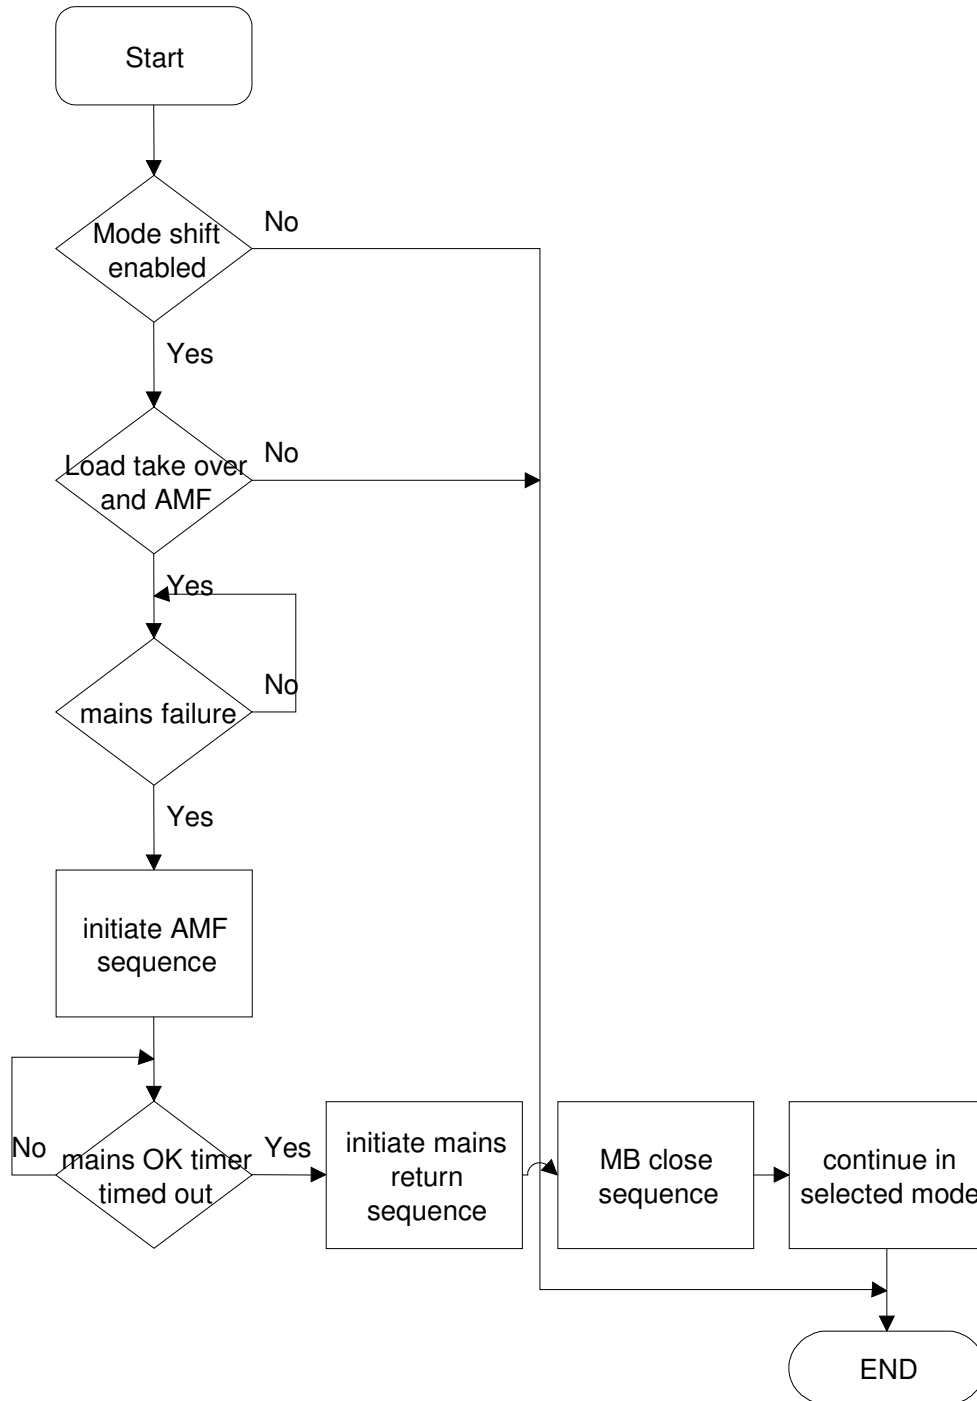 Start
No
Mode shift
enabled
Yes
No
Load take over
and AMF
Yes
No
mains failure
Yes
initiate AMF
sequence
No
mains OK timer
timed out
Yes
initiate mains
return
sequence
MB close
sequence
continue in
selected mode
END